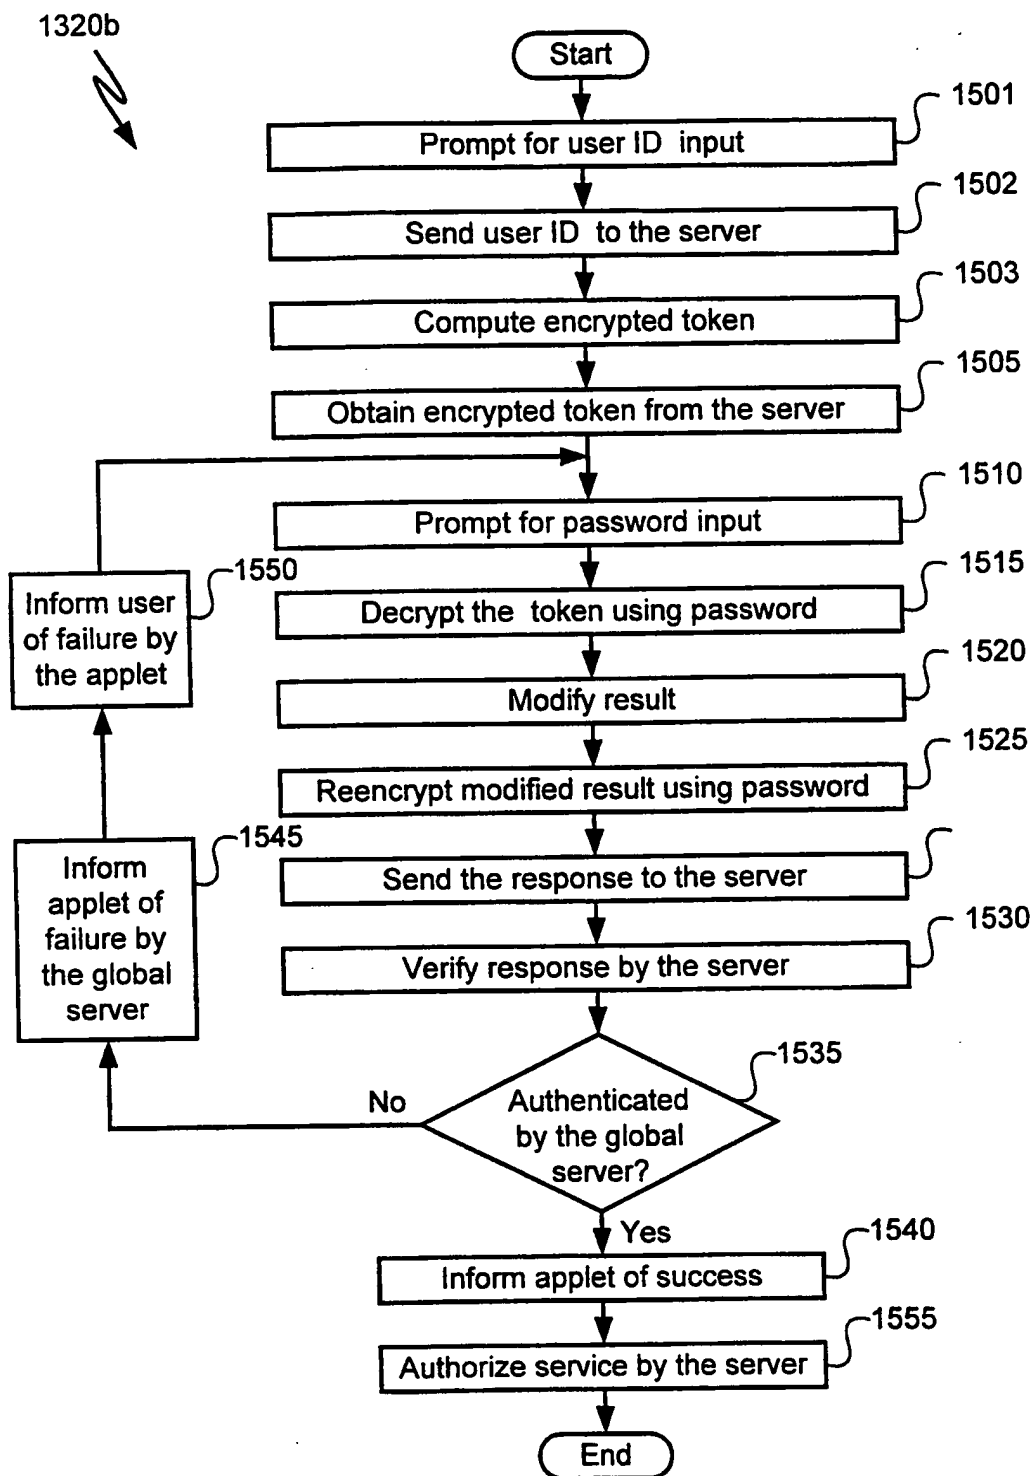 1320b
Start
1501
Prompt for user ID input
1502
Send user ID to the server
1503
Compute encrypted token
1505
Obtain encrypted token from the server
1510
Prompt for password input
1515
Decrypt the token using password
1550
Inform user
of failure by
the applet
1520
Modify result
1525
Reencrypt modified result using password
1545
Inform
applet of
failure by
the global
server
Send the response to the server
1530
Verify response by the server
1535
No
Authenticated
by the global
server?
Yes
1540
Inform applet of success
1555
Authorize service by the server
End